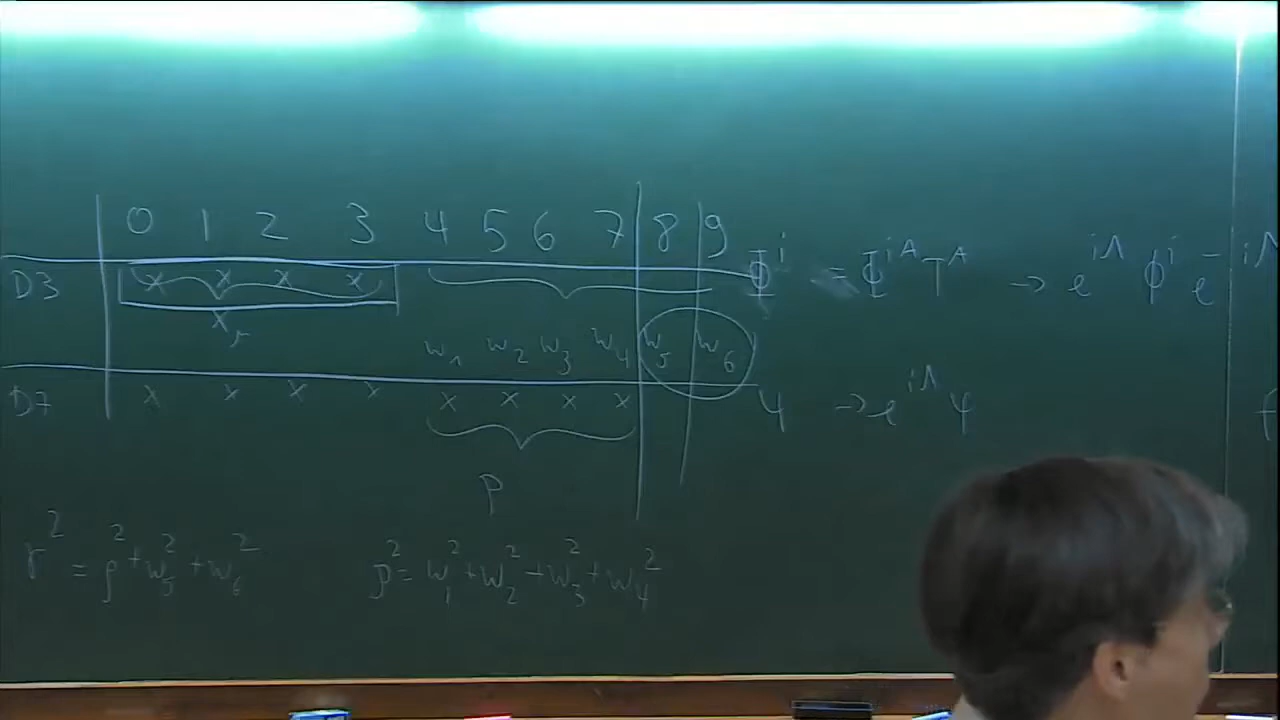 0 1 2 3 4 5 6 7 8 9
D3 x x x x
Φ^i = Φ^{iA} T^A → e^{iΛ} Φ^i e^{-iΛ}
x_μ
w_1 w_2 w_3 w_4 w_5 w_6
D7 x x x x x x x x
ψ → e^{iΛ} ψ
ρ
r^2 = ρ^2 + w_5^2 + w_6^2
ρ^2 = w_1^2 + w_2^2 + w_3^2 + w_4^2